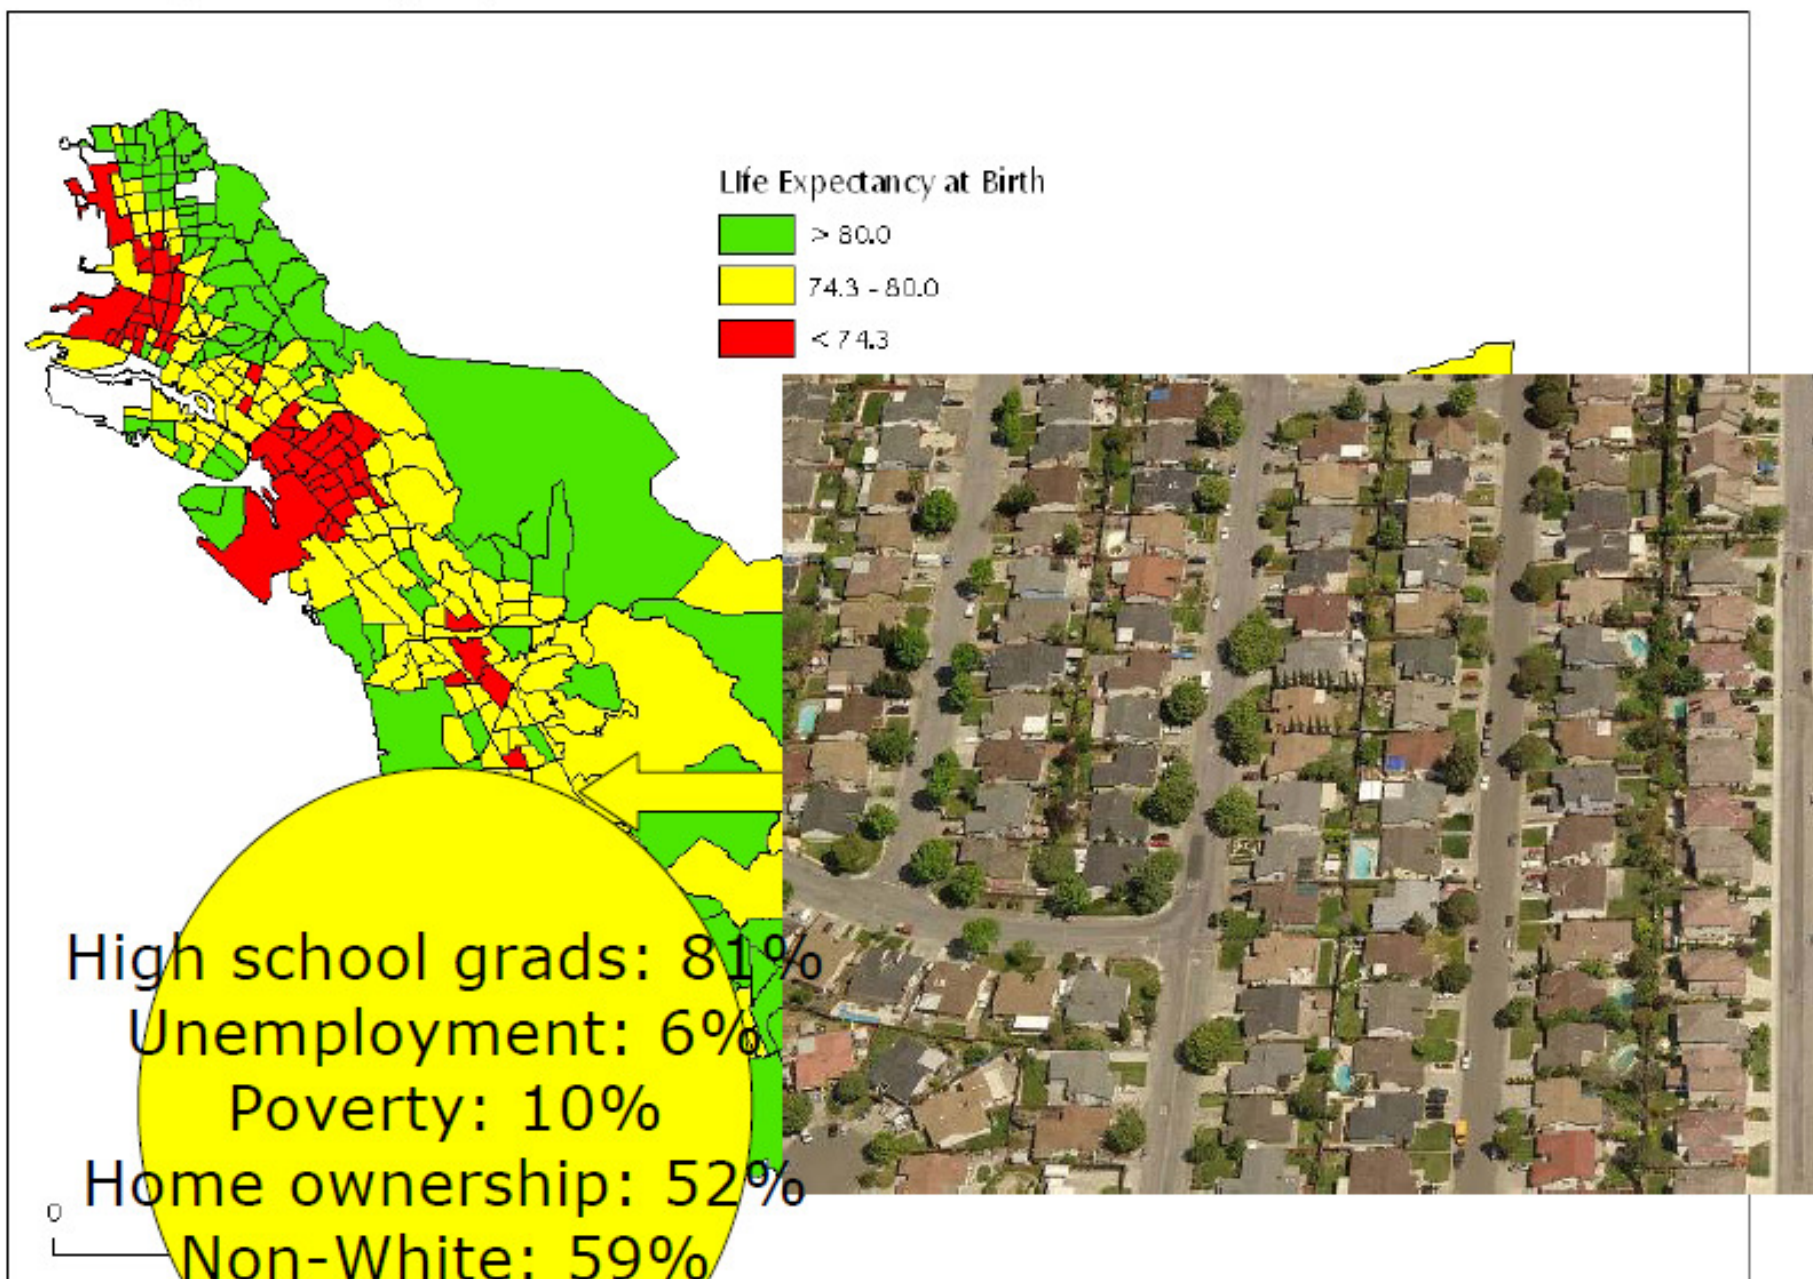 Life Expectancy at Birth
> 80.0
74.3 - 80.0
< 74.3
High school grads: 81%
Unemployment: 6%
Poverty: 10%
Home ownership: 52%
0
Non-White: 59%